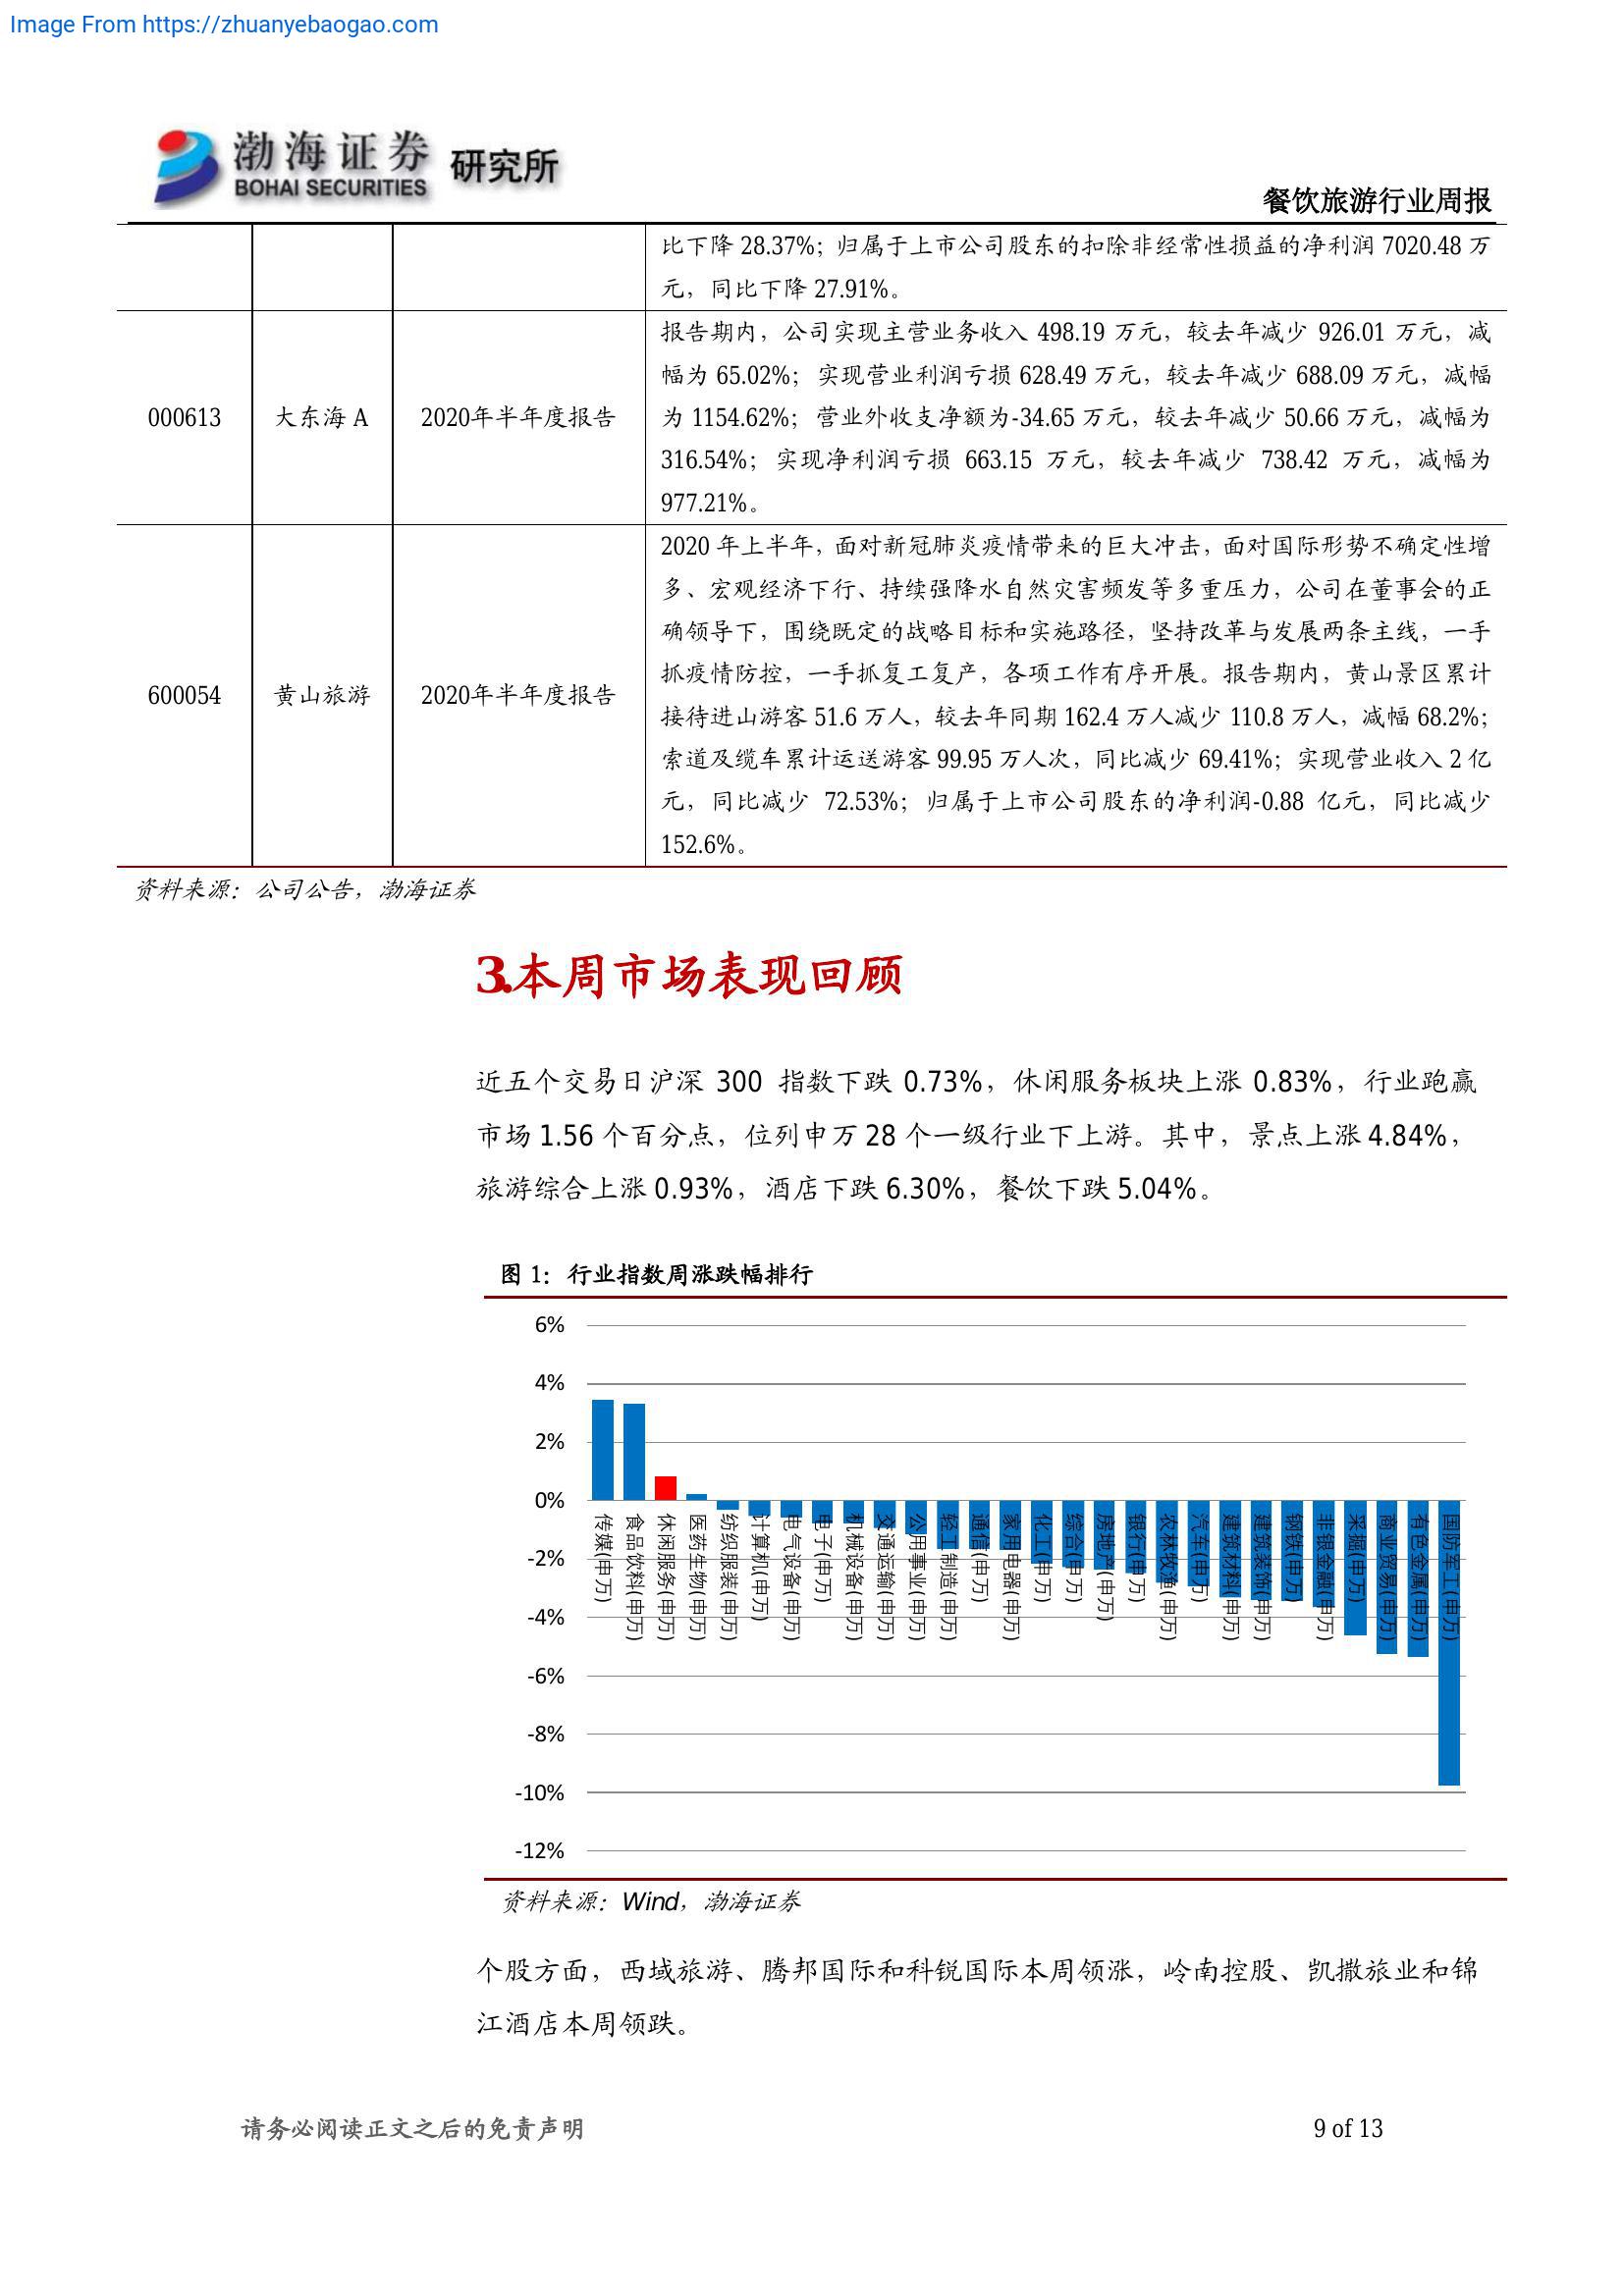 Image From https://zhuanyebaogao.com
渤海证券 研究所
BOHAI SECURITIES
餐饮旅游行业周报
比下降 28.37%；归属于上市公司股东的扣除非经常性损益的净利润 7020.48 万
元，同比下降 27.91%。
000613
大东海 A
2020年半年度报告
报告期内，公司实现主营业务收入 498.19 万元，较去年减少 926.01 万元，减
幅为 65.02%；实现营业利润亏损 628.49 万元，较去年减少 688.09 万元，减幅
为 1154.62%；营业外收支净额为-34.65 万元，较去年减少 50.66 万元，减幅为
316.54%；实现净利润亏损 663.15 万元，较去年减少 738.42 万元，减幅为
977.21%。
600054
黄山旅游
2020年半年度报告
2020 年上半年，面对新冠肺炎疫情带来的巨大冲击，面对国际形势不确定性增
多、宏观经济下行、持续强降水自然灾害频发等多重压力，公司在董事会的正
确领导下，围绕既定的战略目标和实施路径，坚持改革与发展两条主线，一手
抓疫情防控，一手抓复工复产，各项工作有序开展。报告期内，黄山景区累计
接待进山游客 51.6 万人，较去年同期 162.4 万人减少 110.8 万人，减幅 68.2%；
索道及缆车累计运送游客 99.95 万人次，同比减少 69.41%；实现营业收入 2 亿
元，同比减少 72.53%；归属于上市公司股东的净利润-0.88 亿元，同比减少
152.6%。
资料来源：公司公告，渤海证券
3.本周市场表现回顾
近五个交易日沪深 300 指数下跌 0.73%，休闲服务板块上涨 0.83%，行业跑赢
市场 1.56 个百分点，位列申万 28 个一级行业下上游。其中，景点上涨 4.84%，
旅游综合上涨 0.93%，酒店下跌 6.30%，餐饮下跌 5.04%。
图 1：行业指数周涨跌幅排行
6%
4%
2%
0%
-2%
-4%
-6%
-8%
-10%
-12%
传媒(申万)
食品饮料(申万)
休闲服务(申万)
医药生物(申万)
纺织服装(申万)
计算机(申万)
电气设备(申万)
电子(申万)
机械设备(申万)
交通运输(申万)
公用事业(申万)
轻工制造(申万)
通信(申万)
家用电器(申万)
化工(申万)
综合(申万)
房地产(申万)
银行(申万)
农林牧渔(申万)
汽车(申万)
建筑材料(申万)
建筑装饰(申万)
钢铁(申万)
非银金融(申万)
采掘(申万)
商业贸易(申万)
有色金属(申万)
国防军工(申万)
资料来源：Wind，渤海证券
个股方面，西域旅游、腾邦国际和科锐国际本周领涨，岭南控股、凯撒旅业和锦
江酒店本周领跌。
请务必阅读正文之后的免责声明
9 of 13